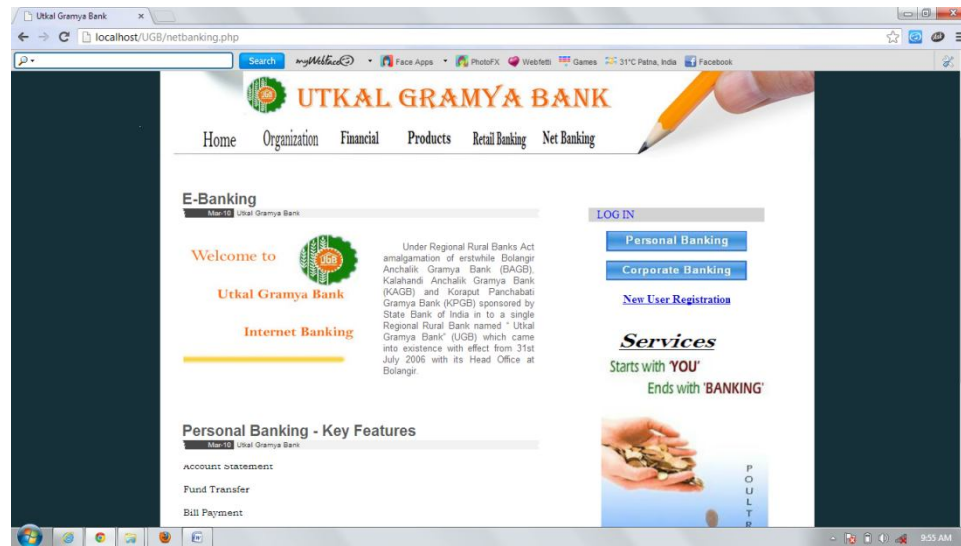 Utkal Gramya Bank
localhost/UGB/netbanking.php
Search myWebface Face Apps PhotoFX Webfetti Games 31°C Patna, India Facebook
UGB UTKAL GRAMYA BANK
Home Organization Financial Products Retail Banking Net Banking
E-Banking
Mar-10 Utkal Gramya Bank
Welcome to UGB
Utkal Gramya Bank
Internet Banking
Under Regional Rural Banks Act
amalgamation of erstwhile Bolangir
Anchalik Gramya Bank (BAGB),
Kalahandi Anchalik Gramya Bank
(KAGB) and Koraput Panchabati
Gramya Bank (KPGB) sponsored by
State Bank of India in to a single
Regional Rural Bank named " Utkal
Gramya Bank" (UGB) which came
into existence with effect from 31st
July 2006 with its Head Office at
Bolangir.
LOG IN
Personal Banking
Corporate Banking
New User Registration
Services
Starts with 'YOU'
Ends with 'BANKING'
Personal Banking - Key Features
Mar-10 Utkal Gramya Bank
Account Statement
Fund Transfer
Bill Payment
P
O
U
L
T
R
9:55 AM